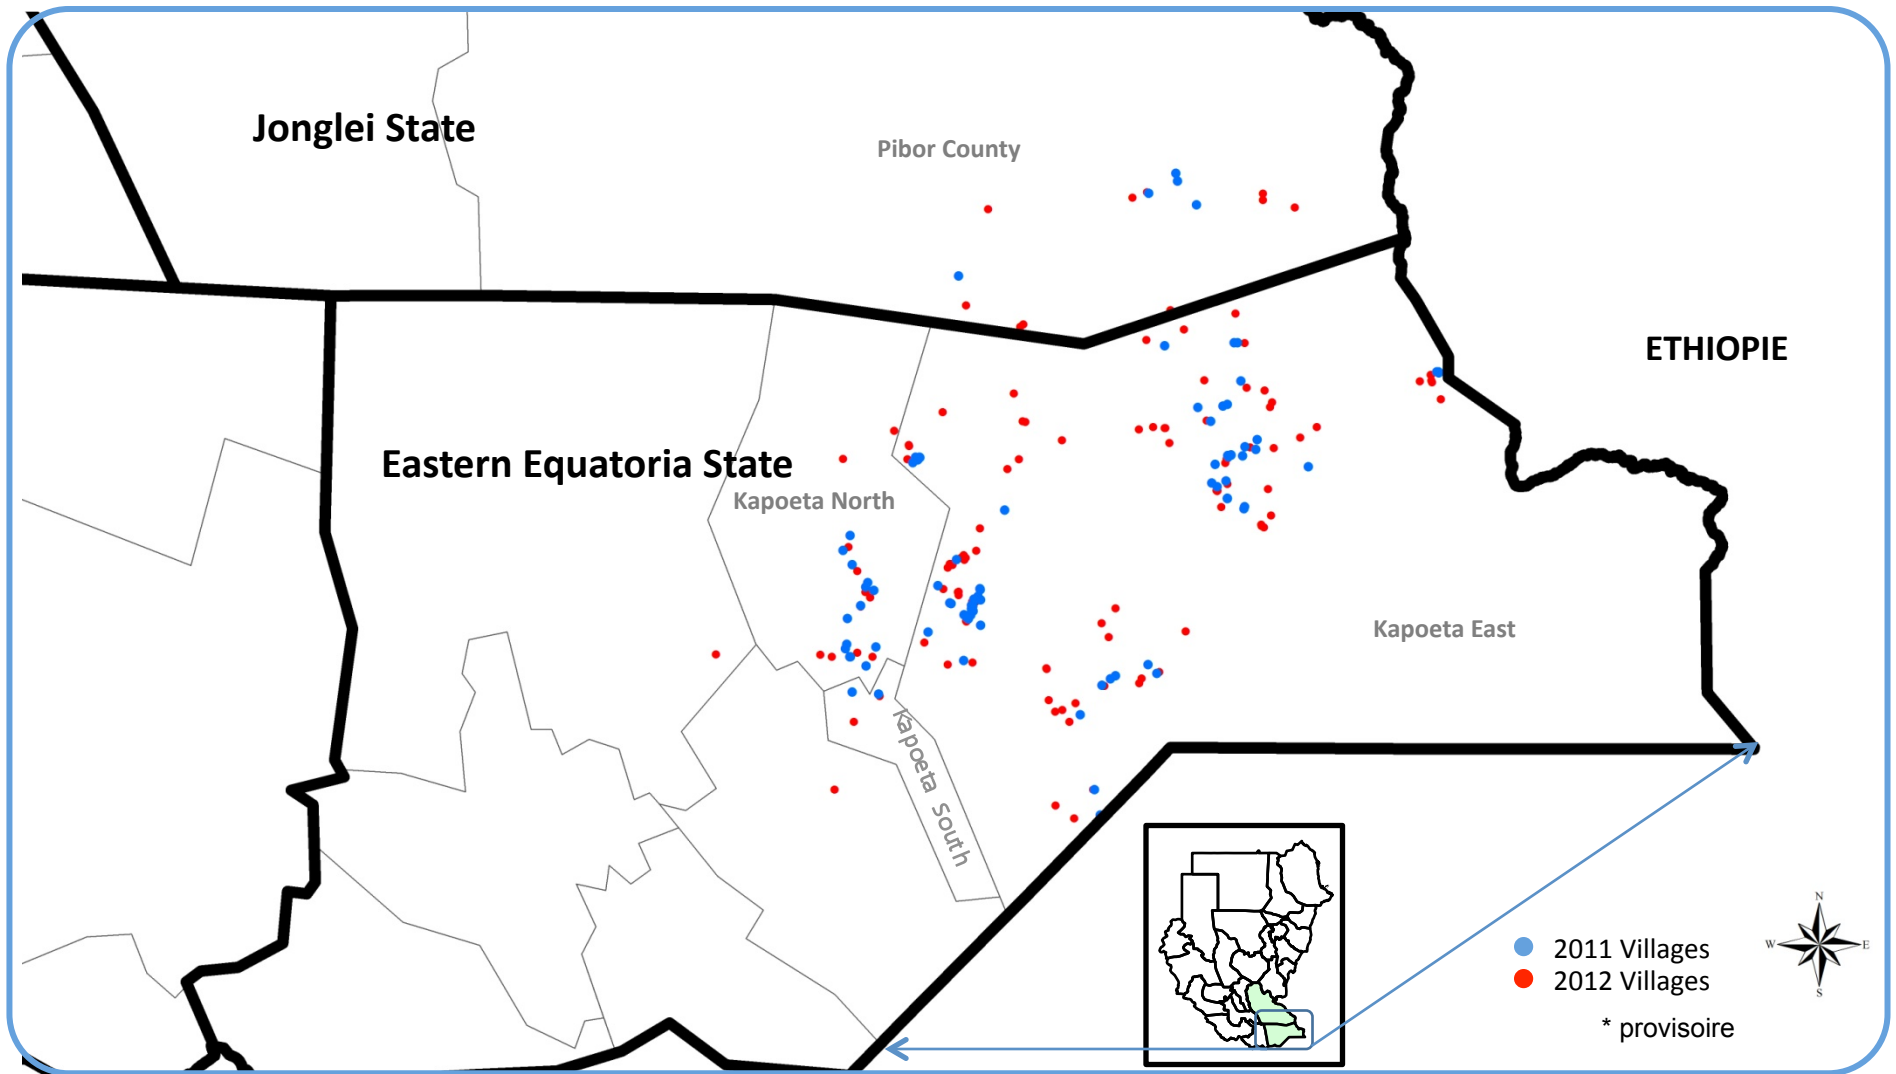 Jonglei State
Pibor County
ETHIOPIE
Eastern Equatoria State
Kapoeta North
Kapoeta East
Kapoeta South
N
W
E
S
2011 Villages
2012 Villages
* provisoire